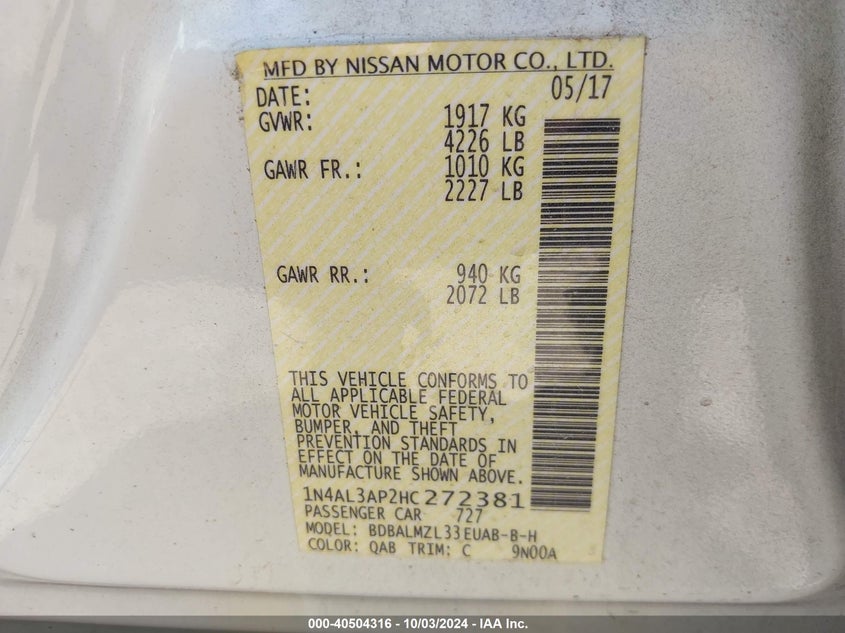 MFD BY NISSAN MOTOR CO., LTD.
DATE: 05/17
GVWR: 1917 KG
4226 LB
GAWR FR.: 1010 KG
2227 LB
GAWR RR.: 940 KG
2072 LB
THIS VEHICLE CONFORMS TO
ALL APPLICABLE FEDERAL
MOTOR VEHICLE SAFETY,
BUMPER, AND THEFT
PREVENTION STANDARDS IN
EFFECT ON THE DATE OF
MANUFACTURE SHOWN ABOVE.
1N4AL3AP2HC272381
PASSENGER CAR 727
MODEL: BDBALMZL33EUAB-B-H
COLOR: QAB TRIM: C 9N00A
000-40504316 - 10/03/2024 - IAA Inc.